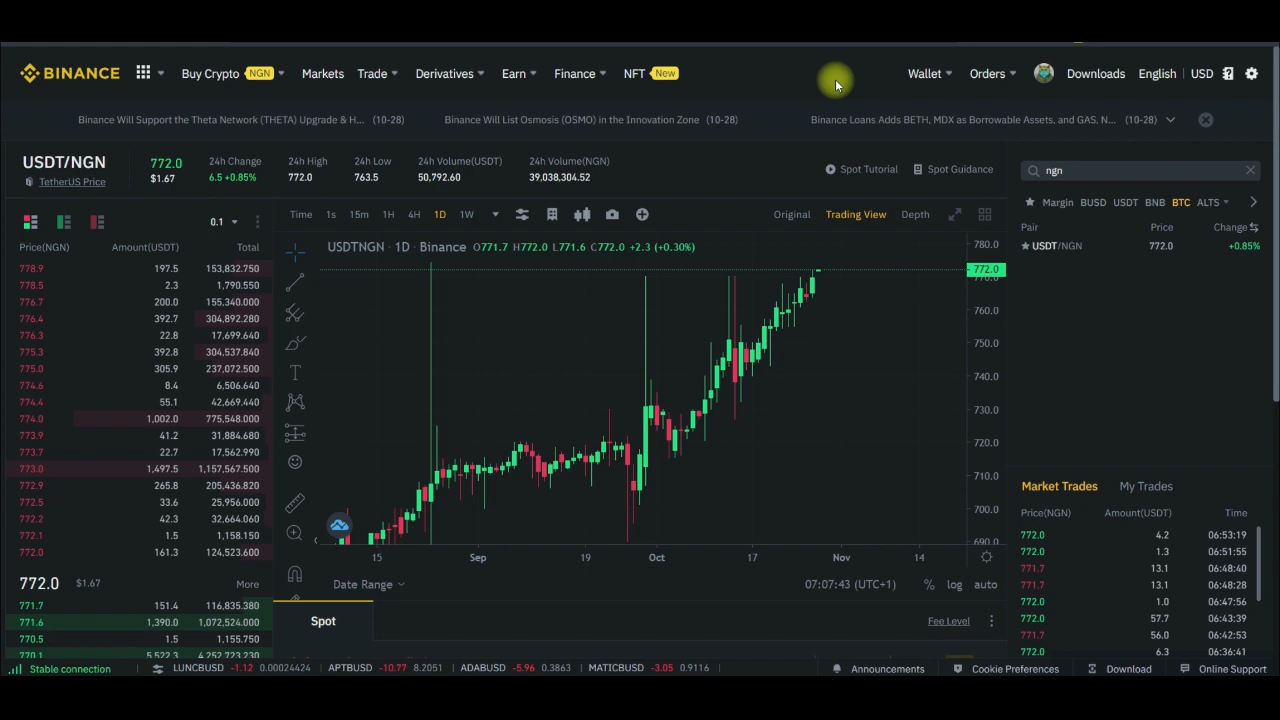 BINANCE Buy Crypto NGN Markets Trade Derivatives Earn Finance NFT New Wallet Orders Downloads English USD
Binance Will Support the Theta Network (THETA) Upgrade & H... (10-28) Binance Will List Osmosis (OSMO) in the Innovation Zone (10-28) Binance Loans Adds BETH, MDX as Borrowable Assets, and GAS, N... (10-28)
USDT/NGN
TetherUS Price
772.0
$1.67
24h Change
6.5 +0.85%
24h High
772.0
24h Low
763.5
24h Volume(USDT)
50,792.60
24h Volume(NGN)
39,038,304.52
Spot Tutorial Spot Guidance
0.1
Price(NGN) Amount(USDT) Total
778.9 197.5 153,832.750
778.5 2.3 1,790.550
776.7 200.0 155,340.000
776.4 392.7 304,892.280
776.3 22.8 17,699.640
775.3 392.8 304,537.840
775.0 305.9 237,072.500
774.6 8.4 6,506.640
774.4 55.1 42,669.440
774.0 1,002.0 775,548.000
773.9 41.2 31,884.680
773.7 22.7 17,562.990
773.0 1,497.5 1,157,567.500
772.9 265.8 205,436.820
772.5 33.6 25,956.000
772.2 42.3 32,664.060
772.1 1.5 1,158.150
772.0 161.3 124,523.600
772.0 $1.67 More
771.7 151.4 116,835.380
771.6 1,390.0 1,072,524.000
770.5 1.5 1,155.750
770.1 5,522.3 4,252,723.230
Time 1s 15m 1H 4H 1D 1W Original Trading View Depth
USDTNGN · 1D · Binance O771.7 H772.0 L771.6 C772.0 +2.3 (+0.30%)
780.0
772.0
770.0
760.0
750.0
740.0
730.0
720.0
710.0
700.0
690.0
15 Sep 19 Oct 17 Nov 14
Date Range 07:07:43 (UTC+1) % log auto
Spot Fee Level
ngn
Margin BUSD USDT BNB BTC ALTS
Pair Price Change
USDT/NGN 772.0 +0.85%
Market Trades My Trades
Price(NGN) Amount(USDT) Time
772.0 4.2 06:53:19
772.0 1.3 06:51:55
771.7 13.1 06:48:40
771.7 13.1 06:48:28
772.0 1.0 06:47:56
772.0 57.7 06:43:39
771.7 56.0 06:42:53
772.0 6.3 06:36:41
Stable connection LUNCBUSD -1.12 0.00024424 APTBUSD -10.77 8.2051 ADABUSD -5.96 0.3863 MATICBUSD -3.05 0.9116 Announcements Cookie Preferences Download Online Support